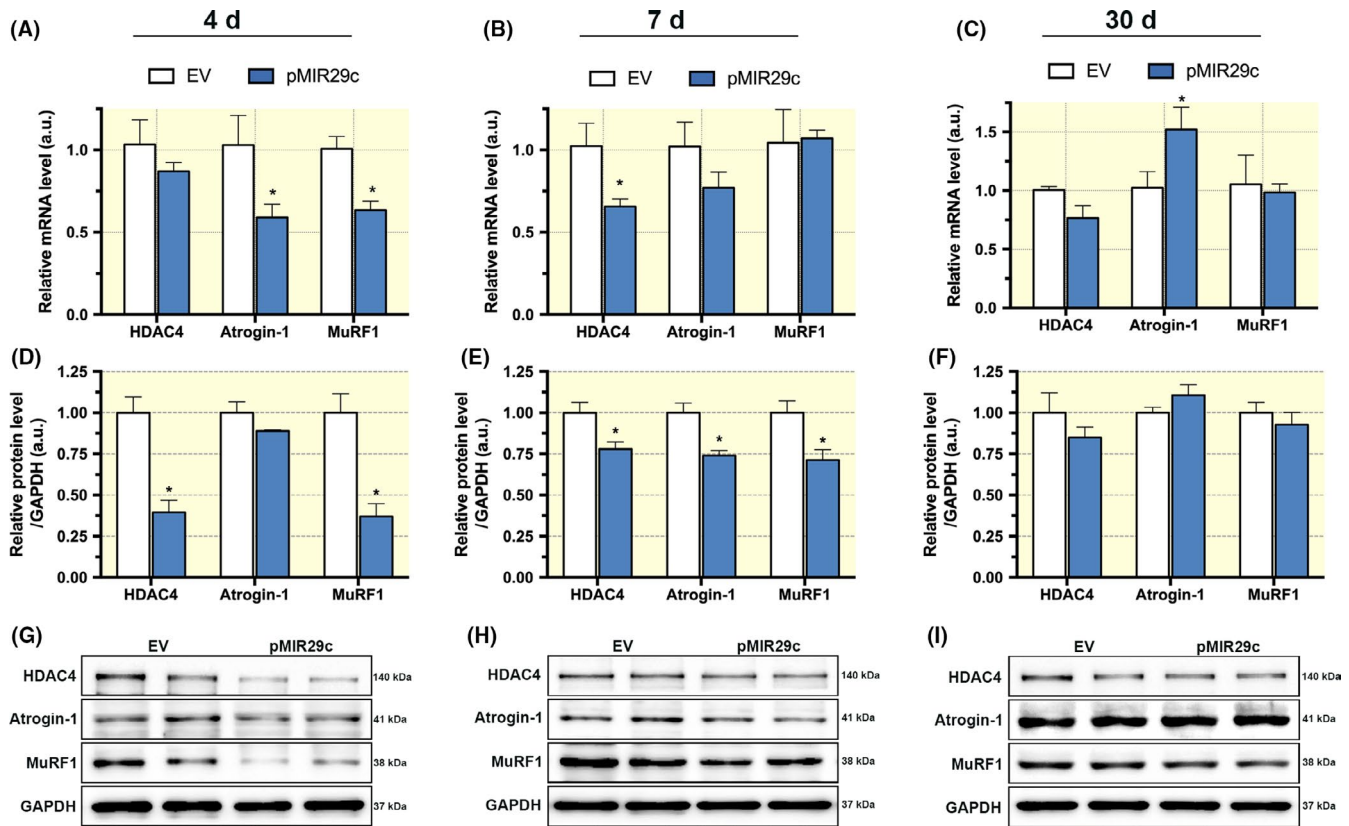 4 d
7 d
30 d
(A)
(B)
(C)
EV
pMIR29c
EV
pMIR29c
EV
pMIR29c
Relative mRNA level (a.u.)
1.0
0.5
0.0
*
*
HDAC4
Atrogin-1
MuRF1
Relative mRNA level (a.u.)
1.0
0.5
0.0
*
HDAC4
Atrogin-1
MuRF1
Relative mRNA level (a.u.)
1.5
1.0
0.5
0.0
*
HDAC4
Atrogin-1
MuRF1
(D)
Relative protein level
/GAPDH (a.u.)
1.25
1.00
0.75
0.50
0.25
0.00
*
*
HDAC4
Atrogin-1
MuRF1
(E)
Relative protein level
/GAPDH (a.u.)
1.25
1.00
0.75
0.50
0.25
0.00
*
*
*
HDAC4
Atrogin-1
MuRF1
(F)
Relative protein level
/GAPDH (a.u.)
1.25
1.00
0.75
0.50
0.25
0.00
HDAC4
Atrogin-1
MuRF1
(G)
EV
pMIR29c
HDAC4
140 kDa
Atrogin-1
41 kDa
MuRF1
38 kDa
GAPDH
37 kDa
(H)
EV
pMIR29c
HDAC4
140 kDa
Atrogin-1
41 kDa
MuRF1
38 kDa
GAPDH
37 kDa
(I)
EV
pMIR29c
HDAC4
140 kDa
Atrogin-1
41 kDa
MuRF1
38 kDa
GAPDH
37 kDa